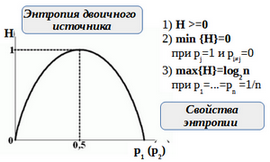 Энтропия двоичного
источника
H
1
0
0,5
p1 (p2)
1) H >=0
2) min {H}=0
при pj=1 и pi≠j=0
3) max{H}=log2n
при p1=...=pn =1/n
Свойства
энтропии